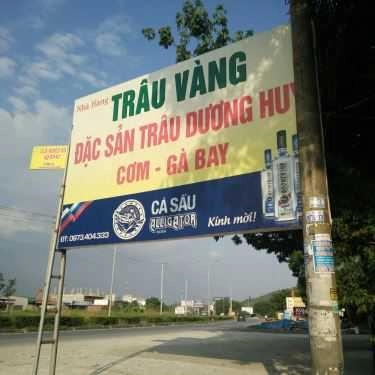 Nhà Hàng TRÂU VÀNG
ĐẶC SẢN TRÂU DƯƠNG HUY
CƠM - GÀ BAY
CÁ SẤU
ALLIGATOR
Kính mời!
ĐT: 0973.404.333